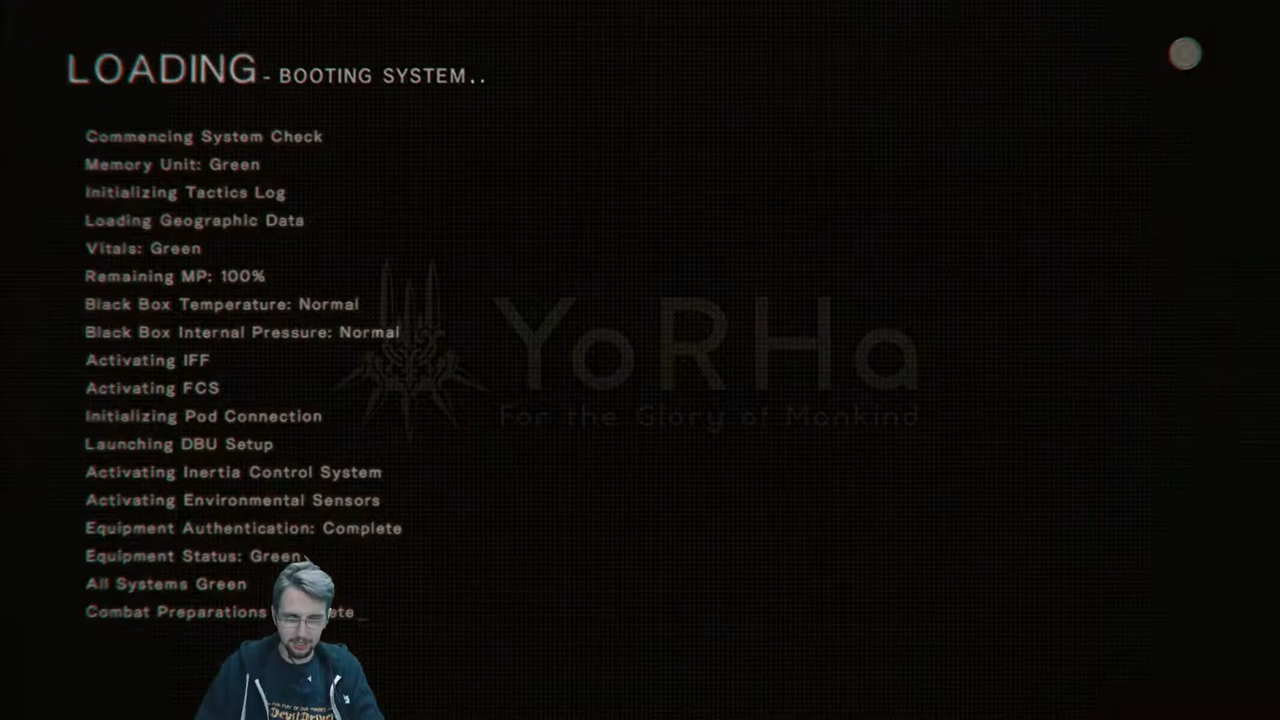 LOADING - BOOTING SYSTEM..
Commencing System Check
Memory Unit: Green
Initializing Tactics Log
Loading Geographic Data
Vitals: Green
Remaining MP: 100%
Black Box Temperature: Normal
Black Box Internal Pressure: Normal
Activating IFF
Activating FCS
Initializing Pod Connection
Launching DBU Setup
Activating Inertia Control System
Activating Environmental Sensors
Equipment Authentication: Complete
Equipment Status: Green
All Systems Green
Combat Preparations ete_
YoRHa
For the Glory of Mankind
DevilDriver